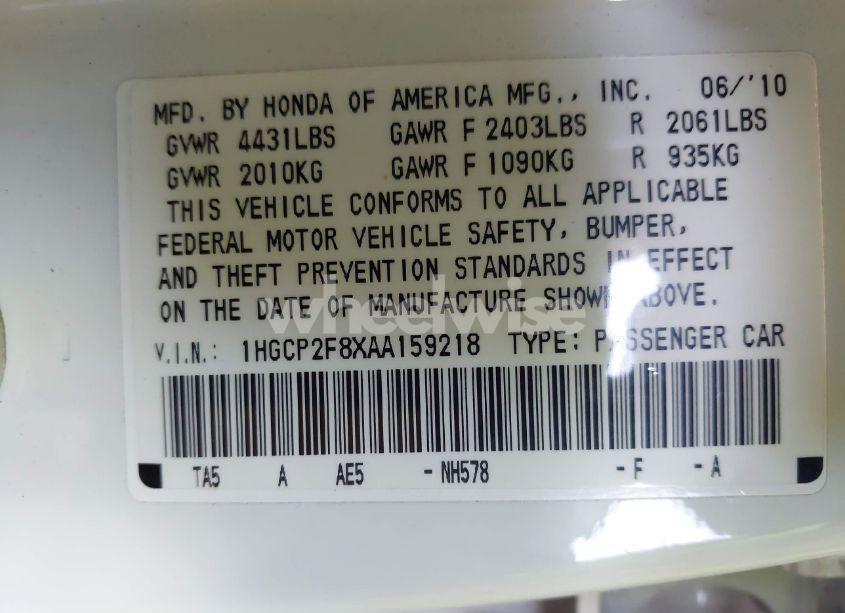 MFD. BY HONDA OF AMERICA MFG., INC. 06/'10
GVWR 4431LBS GAWR F 2403LBS R 2061LBS
GVWR 2010KG GAWR F 1090KG R 935KG
THIS VEHICLE CONFORMS TO ALL APPLICABLE
FEDERAL MOTOR VEHICLE SAFETY, BUMPER,
AND THEFT PREVENTION STANDARDS IN EFFECT
ON THE DATE OF MANUFACTURE SHOWN ABOVE.
wheelwise
V.I.N.: 1HGCP2F8XAA159218 TYPE: PASSENGER CAR
TA5 A AE5 -NH578 -F -A